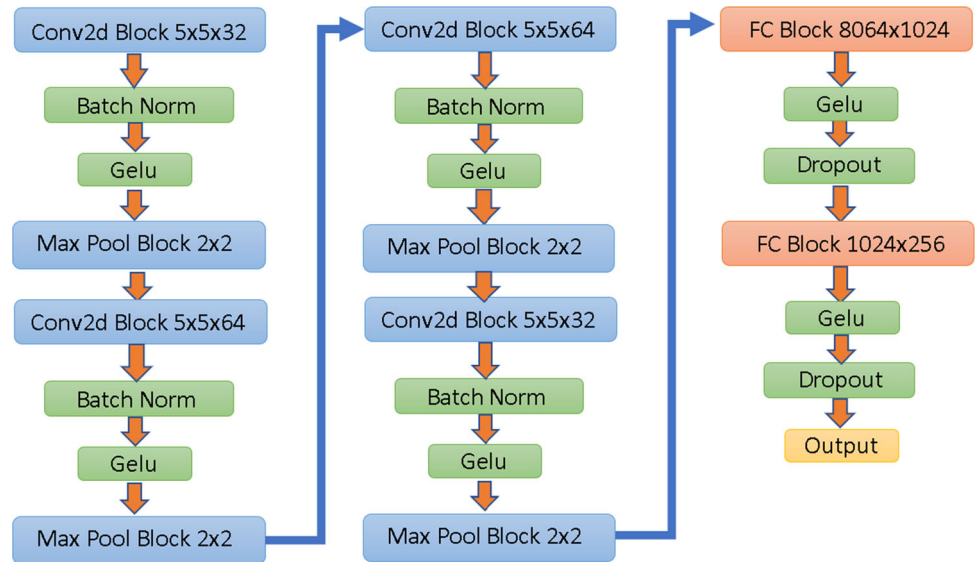 Conv2d Block 5x5x32
Batch Norm
Gelu
Max Pool Block 2x2
Conv2d Block 5x5x64
Batch Norm
Gelu
Max Pool Block 2x2
Conv2d Block 5x5x64
Batch Norm
Gelu
Max Pool Block 2x2
Conv2d Block 5x5x32
Batch Norm
Gelu
Max Pool Block 2x2
FC Block 8064x1024
Gelu
Dropout
FC Block 1024x256
Gelu
Dropout
Output